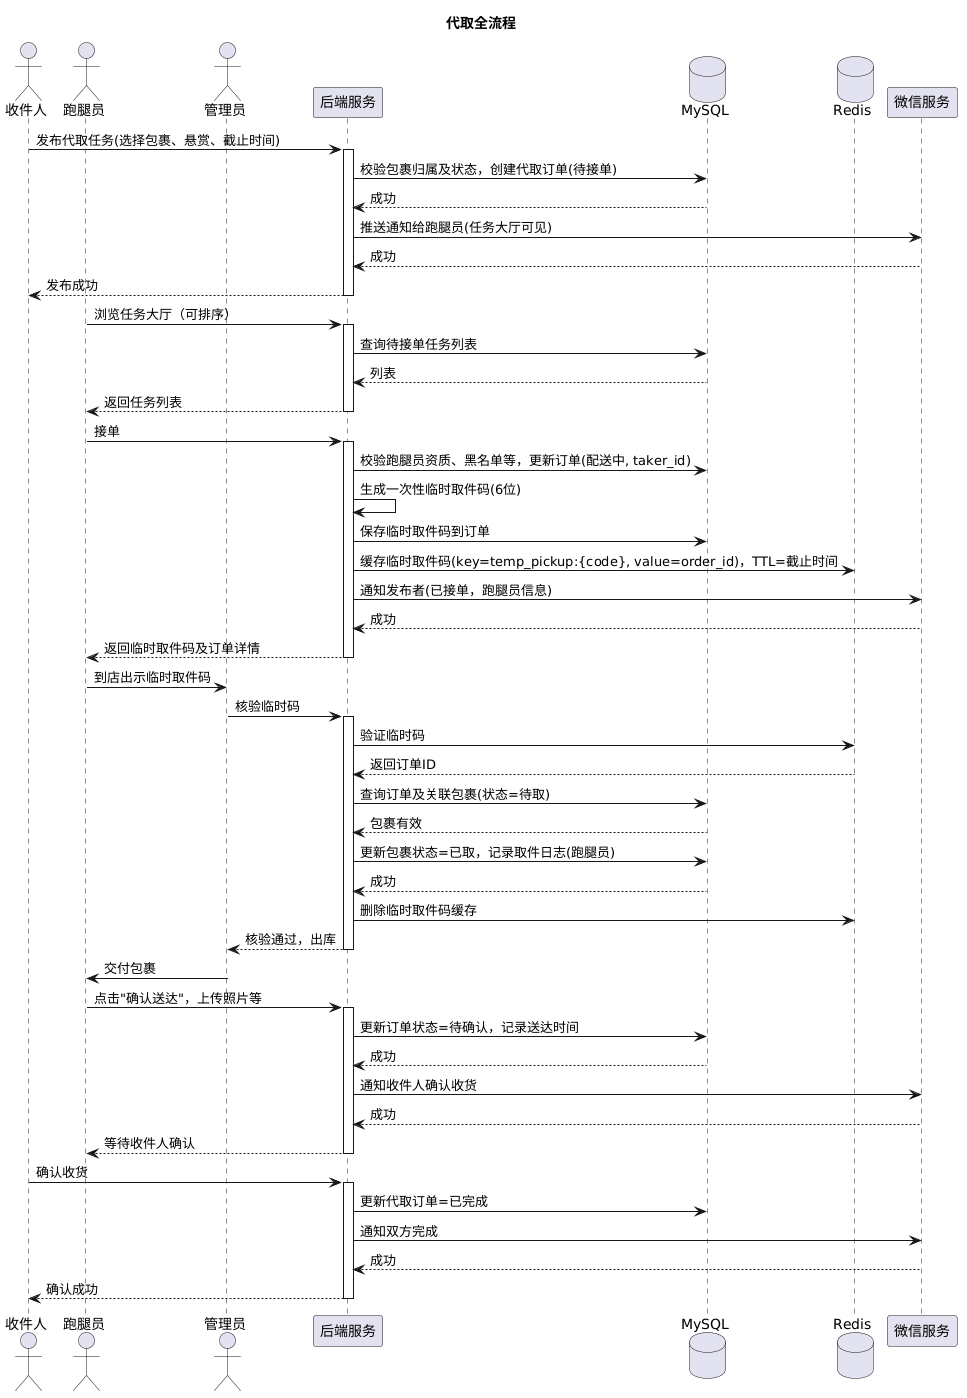 代取全流程
收件人
跑腿员
管理员
后端服务
MySQL
Redis
微信服务
发布代取任务(选择包裹、悬赏、截止时间)
校验包裹归属及状态，创建代取订单(待接单)
成功
推送通知给跑腿员(任务大厅可见)
成功
发布成功
浏览任务大厅（可排序）
查询待接单任务列表
列表
返回任务列表
接单
校验跑腿员资质、黑名单等，更新订单(配送中, taker_id)
生成一次性临时取件码(6位)
保存临时取件码到订单
缓存临时取件码(key=temp_pickup:{code}, value=order_id)，TTL=截止时间
通知发布者(已接单，跑腿员信息)
成功
返回临时取件码及订单详情
到店出示临时取件码
核验临时码
验证临时码
返回订单ID
查询订单及关联包裹(状态=待取)
包裹有效
更新包裹状态=已取，记录取件日志(跑腿员)
成功
删除临时取件码缓存
核验通过，出库
交付包裹
点击"确认送达"，上传照片等
更新订单状态=待确认，记录送达时间
成功
通知收件人确认收货
成功
等待收件人确认
确认收货
更新代取订单=已完成
通知双方完成
成功
确认成功
收件人
跑腿员
管理员
后端服务
MySQL
Redis
微信服务